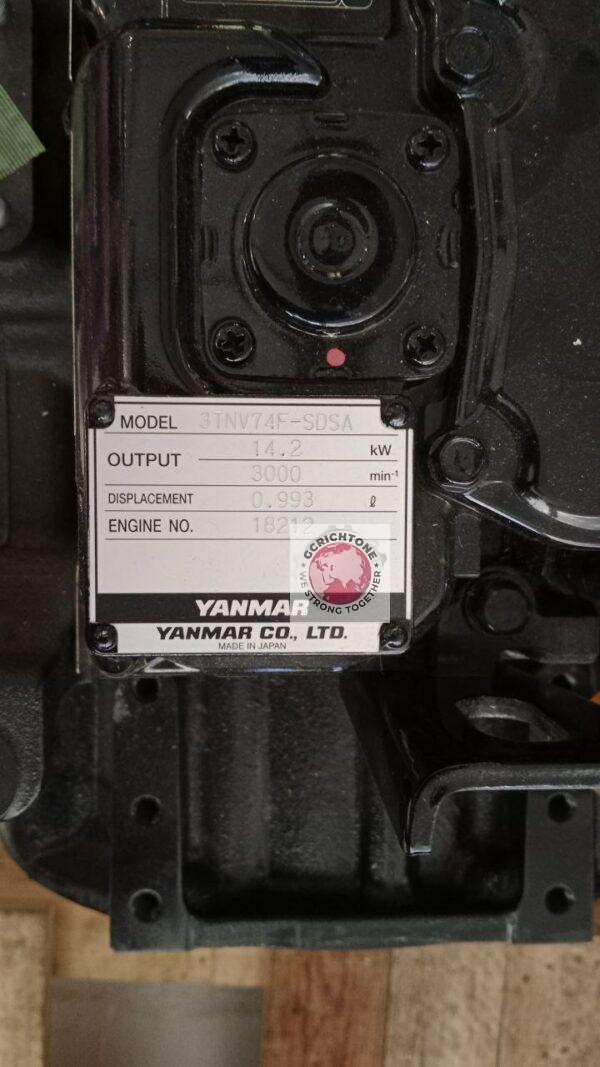 MODEL 3TNV74F-SDSA
OUTPUT 14.2 kW
3000 min-1
DISPLACEMENT 0.993 ℓ
ENGINE NO. 18212
GCRICHTONE
WE STRONG TOGETHER
YANMAR
YANMAR CO., LTD.
MADE IN JAPAN